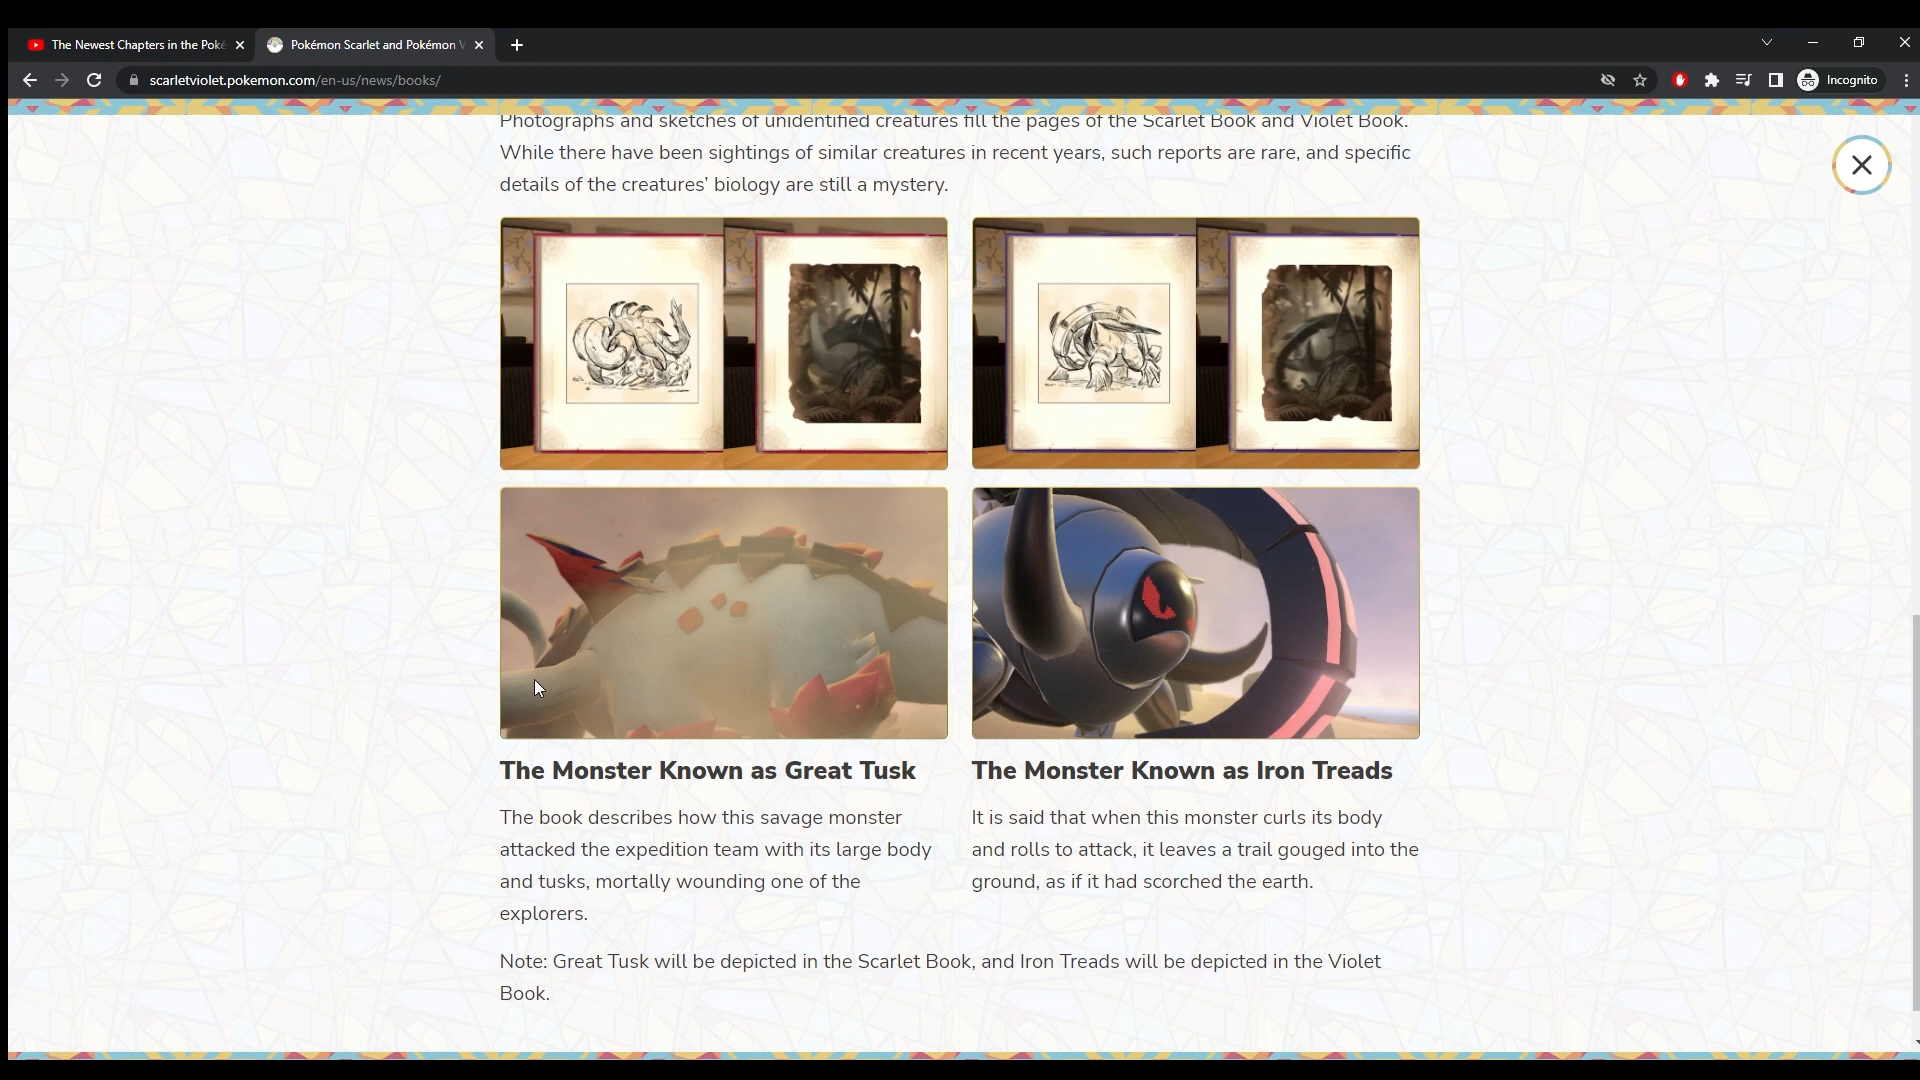 The Newest Chapters in the Poké
Pokémon Scarlet and Pokémon V
scarletviolet.pokemon.com/en-us/news/books/
Incognito
Photographs and sketches of unidentified creatures fill the pages of the Scarlet Book and Violet Book.
While there have been sightings of similar creatures in recent years, such reports are rare, and specific
details of the creatures’ biology are still a mystery.
The Monster Known as Great Tusk
The book describes how this savage monster
attacked the expedition team with its large body
and tusks, mortally wounding one of the
explorers.
The Monster Known as Iron Treads
It is said that when this monster curls its body
and rolls to attack, it leaves a trail gouged into the
ground, as if it had scorched the earth.
Note: Great Tusk will be depicted in the Scarlet Book, and Iron Treads will be depicted in the Violet
Book.